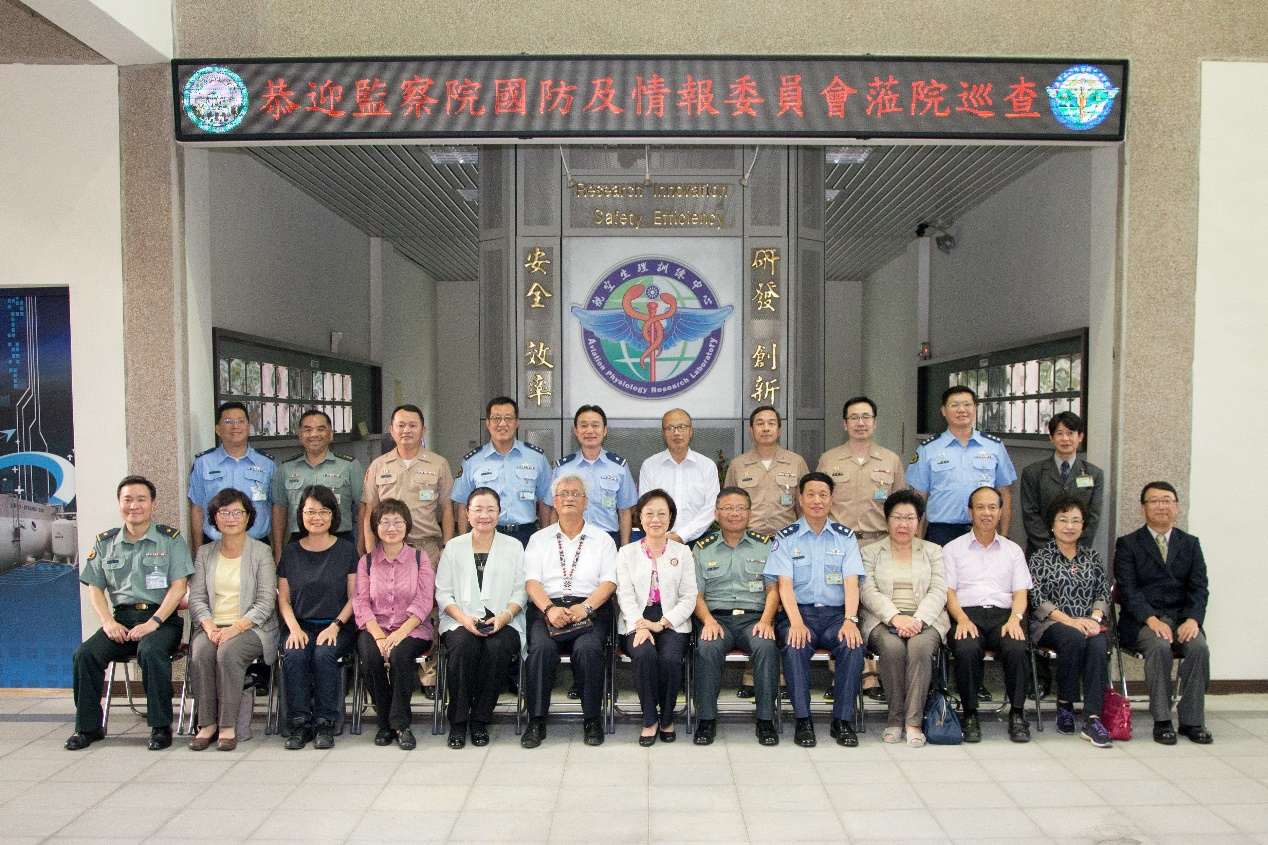 恭迎監察院國防及情報委員會蒞院巡查
Research Innovation
Safety Efficiency
安全 效率
研發 創新
航空生理訓練中心
Aviation Physiology Research Laboratory